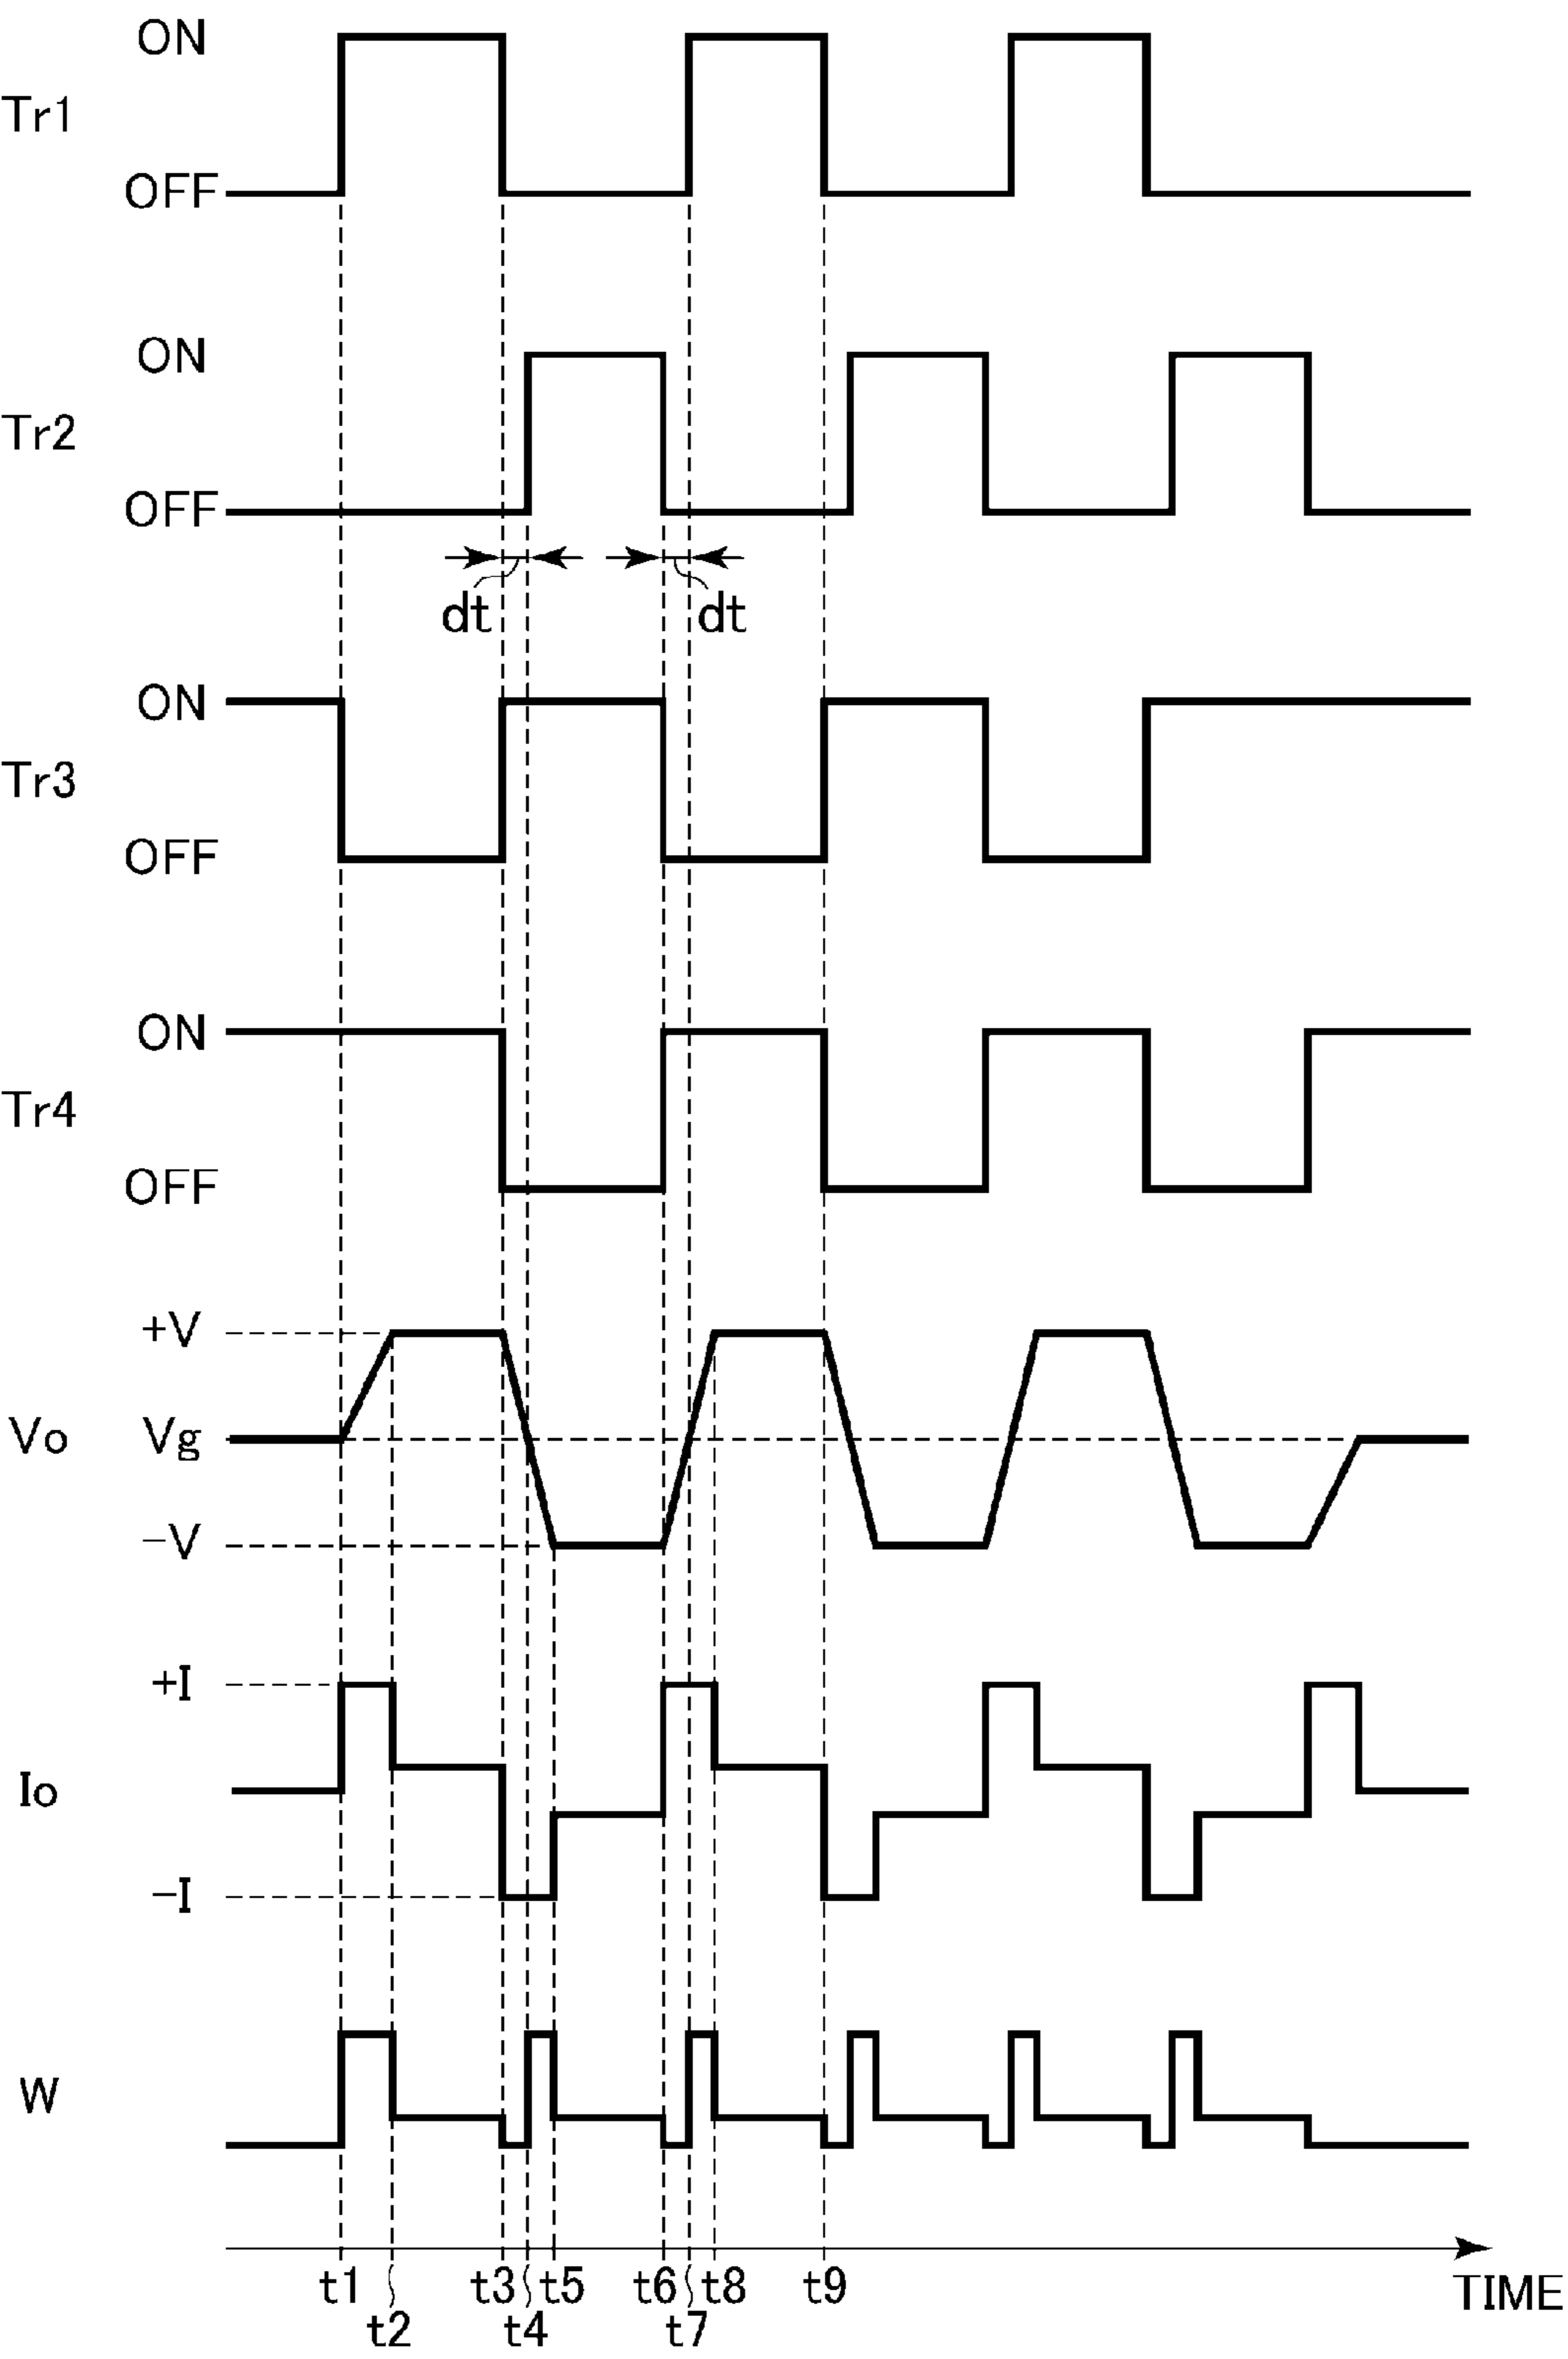 ON
Tr1
OFF
ON
Tr2
OFF
dt dt
ON
Tr3
OFF
ON
Tr4
OFF
+V
Vo Vg
−V
+I
Io
−I
W
t1 t3 t5 t6 t8 t9
t2 t4 t7
TIME